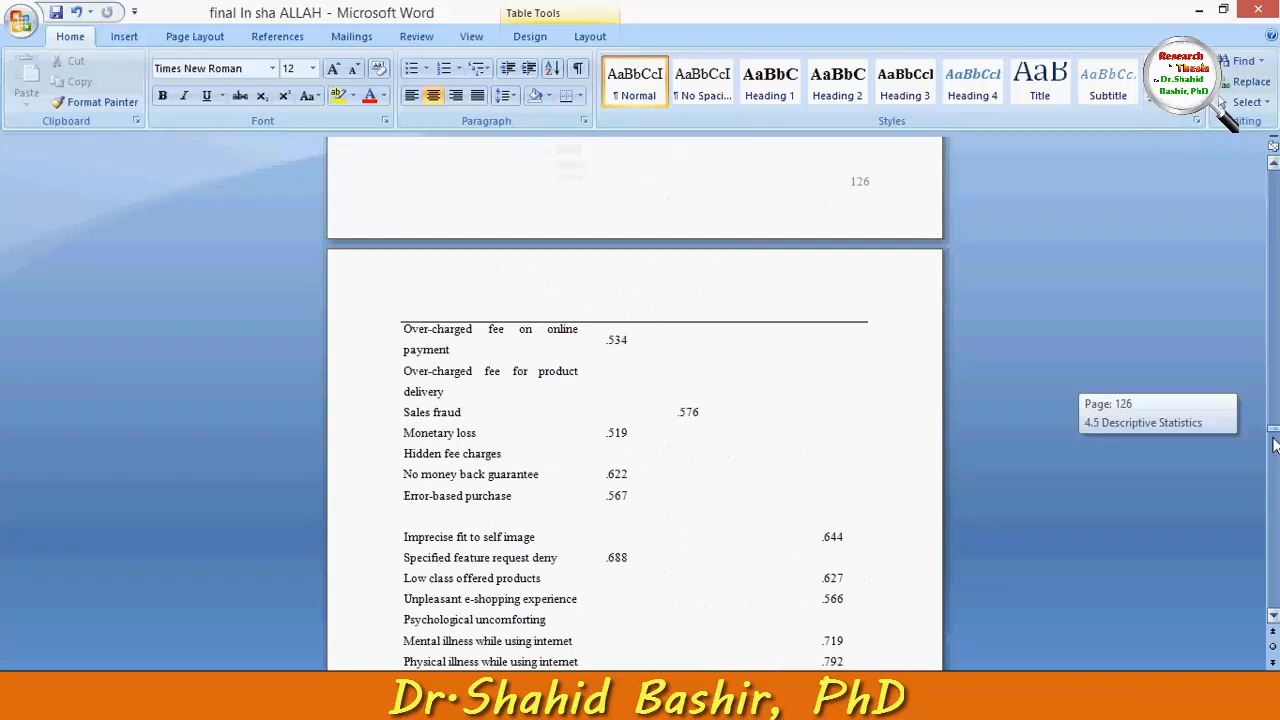 final In sha ALLAH - Microsoft Word
Table Tools
Home Insert Page Layout References Mailings Review View Design Layout
Paste
Cut
Copy
Format Painter
Clipboard
Times New Roman 12
Font
Paragraph
AaBbCcI AaBbCcI AaBbC AaBbC AaBbCcl AaBbCcl AaB AaBbCc.
¶ Normal ¶ No Spaci... Heading 1 Heading 2 Heading 3 Heading 4 Title Subtitle
Styles
Research
Thesis
Dr.Shahid
Bashir, PhD
Find
Replace
Select
126
Over-charged fee on online
payment .534
Over-charged fee for product
delivery
Sales fraud .576
Monetary loss .519
Hidden fee charges
No money back guarantee .622
Error-based purchase .567
Imprecise fit to self image .644
Specified feature request deny .688
Low class offered products .627
Unpleasant e-shopping experience .566
Psychological uncomforting
Mental illness while using internet .719
Physical illness while using internet .792
Page: 126
4.5 Descriptive Statistics
Dr.Shahid Bashir, PhD